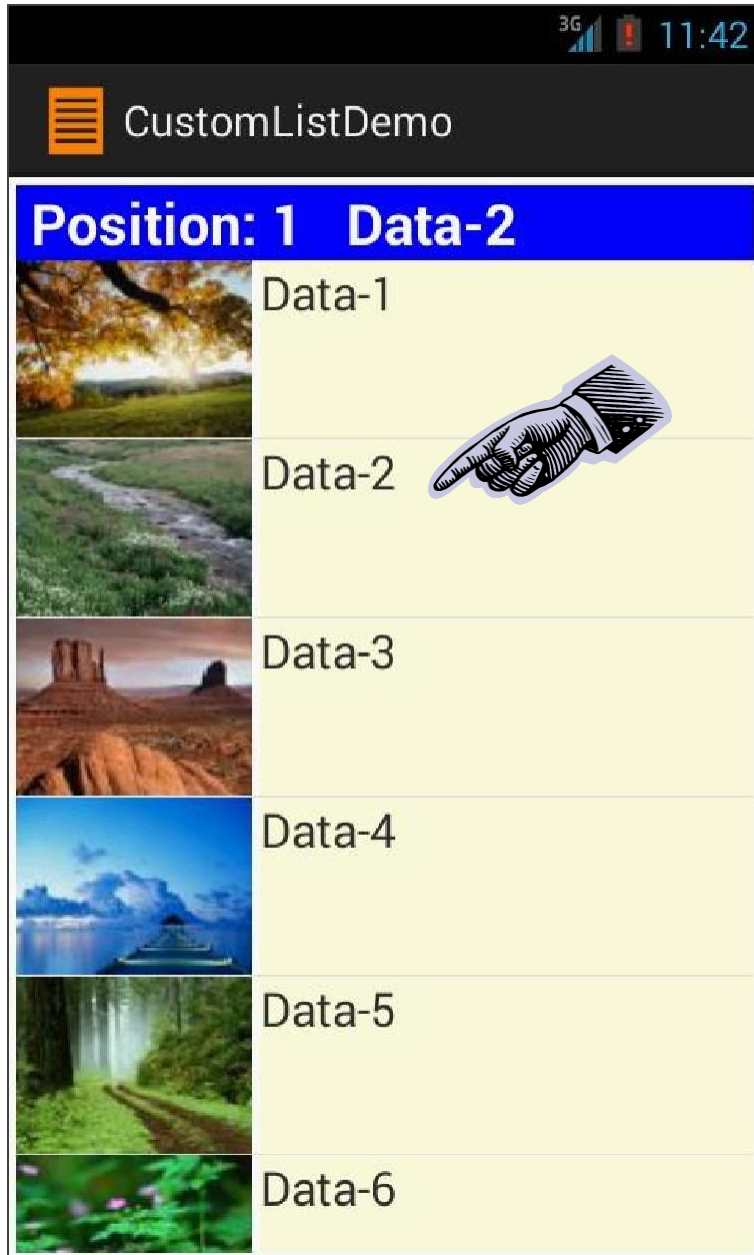 3G 11:42
CustomListDemo
Position: 1 Data-2
Data-1
Data-2
Data-3
Data-4
Data-5
Data-6